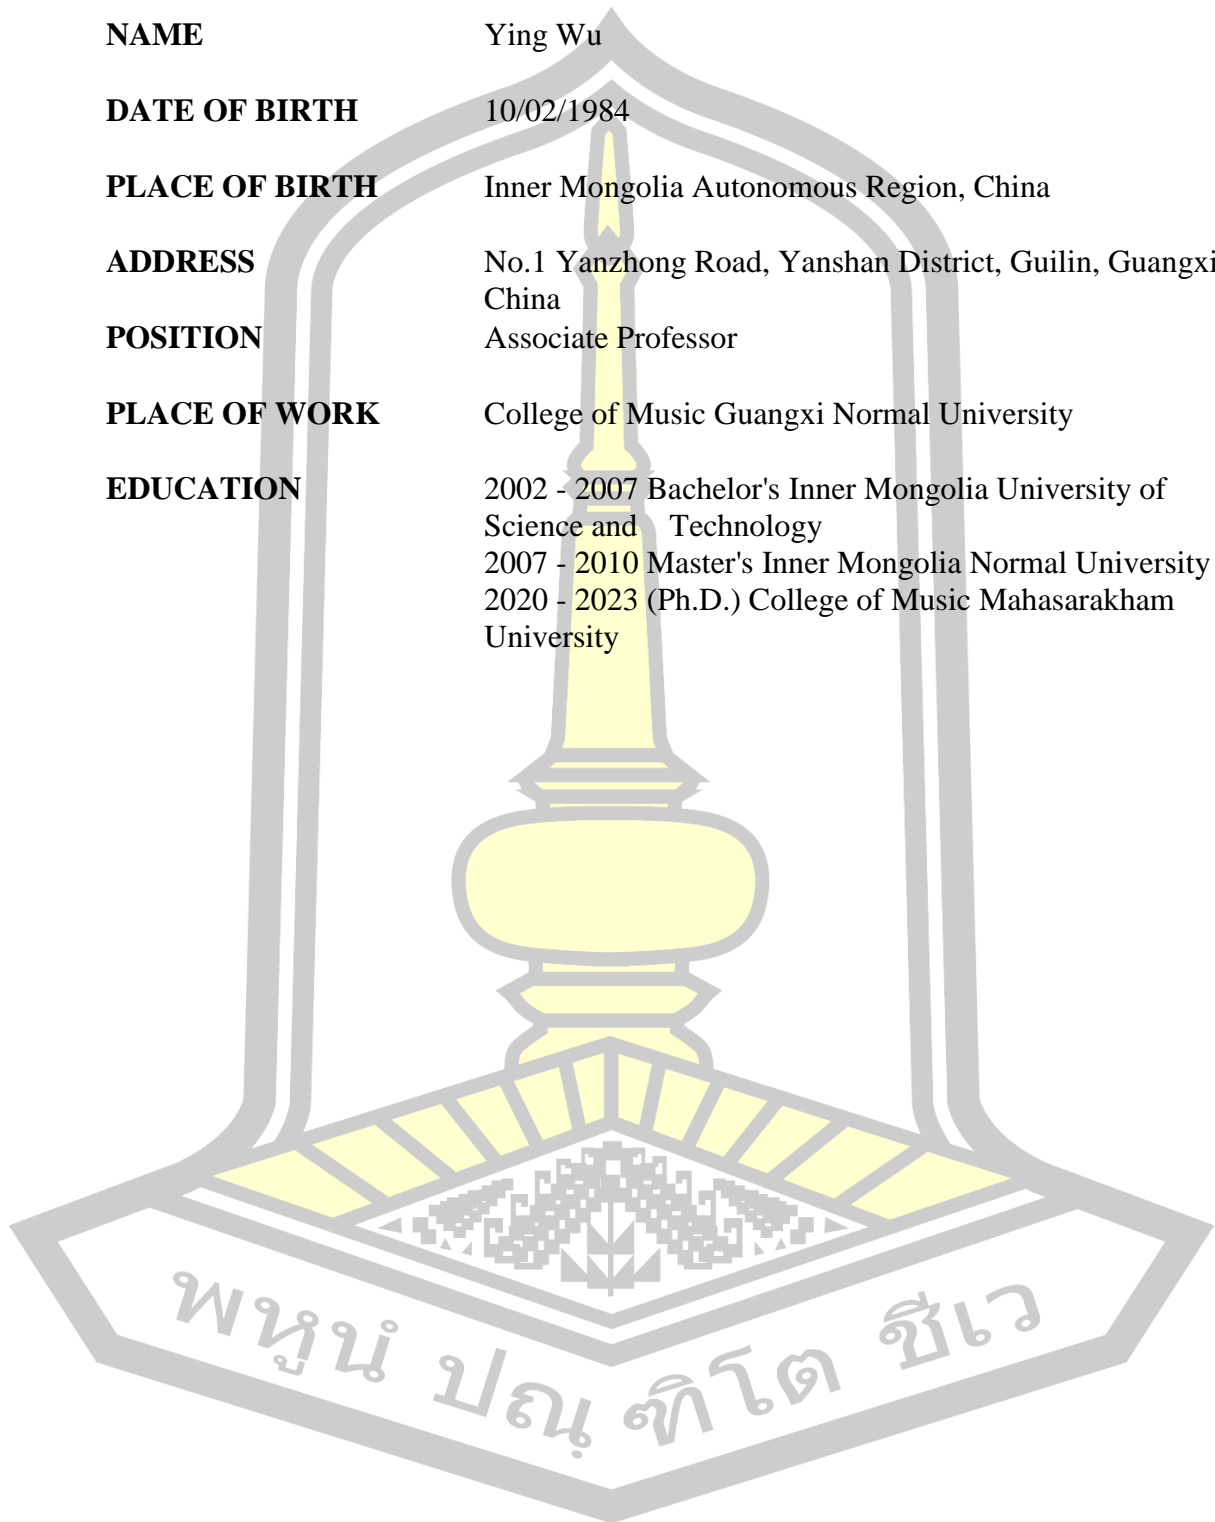 NAME Ying Wu
DATE OF BIRTH 10/02/1984
PLACE OF BIRTH Inner Mongolia Autonomous Region, China
ADDRESS No.1 Yanzhong Road, Yanshan District, Guilin, Guangxi
China
POSITION Associate Professor
PLACE OF WORK College of Music Guangxi Normal University
EDUCATION 2002 - 2007 Bachelor's Inner Mongolia University of
Science and Technology
2007 - 2010 Master's Inner Mongolia Normal University
2020 - 2023 (Ph.D.) College of Music Mahasarakham
University
พหูนํ ปณฺ ฑิโต ชีเว